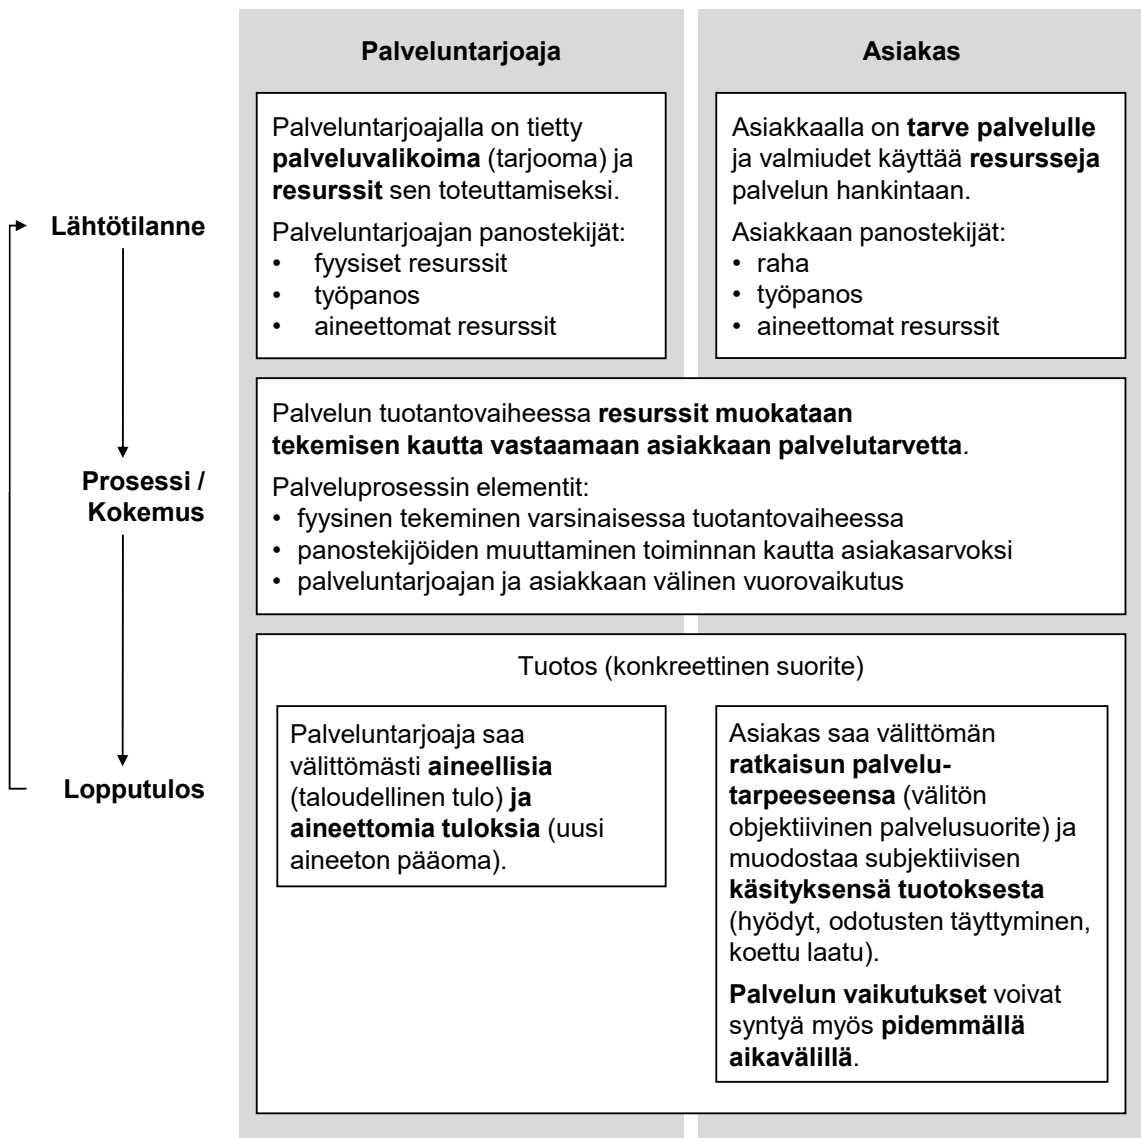 Palveluntarjoaja
Asiakas
Lähtötilanne
Palveluntarjoajalla on tietty
palveluvalikoima (tarjooma) ja
resurssit sen toteuttamiseksi.
Palveluntarjoajan panostekijät:
• fyysiset resurssit
• työpanos
• aineettomat resurssit
Asiakkaalla on tarve palvelulle
ja valmiudet käyttää resursseja
palvelun hankintaan.
Asiakkaan panostekijät:
• raha
• työpanos
• aineettomat resurssit
Prosessi /
Kokemus
Palvelun tuotantovaiheessa resurssit muokataan
tekemisen kautta vastaamaan asiakkaan palvelutarvetta.
Palveluprosessin elementit:
• fyysinen tekeminen varsinaisessa tuotantovaiheessa
• panostekijöiden muuttaminen toiminnan kautta asiakasarvoksi
• palveluntarjoajan ja asiakkaan välinen vuorovaikutus
Lopputulos
Tuotos (konkreettinen suorite)
Palveluntarjoaja saa
välittömästi aineellisia
(taloudellinen tulo) ja
aineettomia tuloksia (uusi
aineeton pääoma).
Asiakas saa välittömän
ratkaisun palvelu-
tarpeeseensa (välitön
objektiivinen palvelusuorite) ja
muodostaa subjektiivisen
käsityksensä tuotoksesta
(hyödyt, odotusten täyttyminen,
koettu laatu).
Palvelun vaikutukset voivat
syntyä myös pidemmällä
aikavälillä.